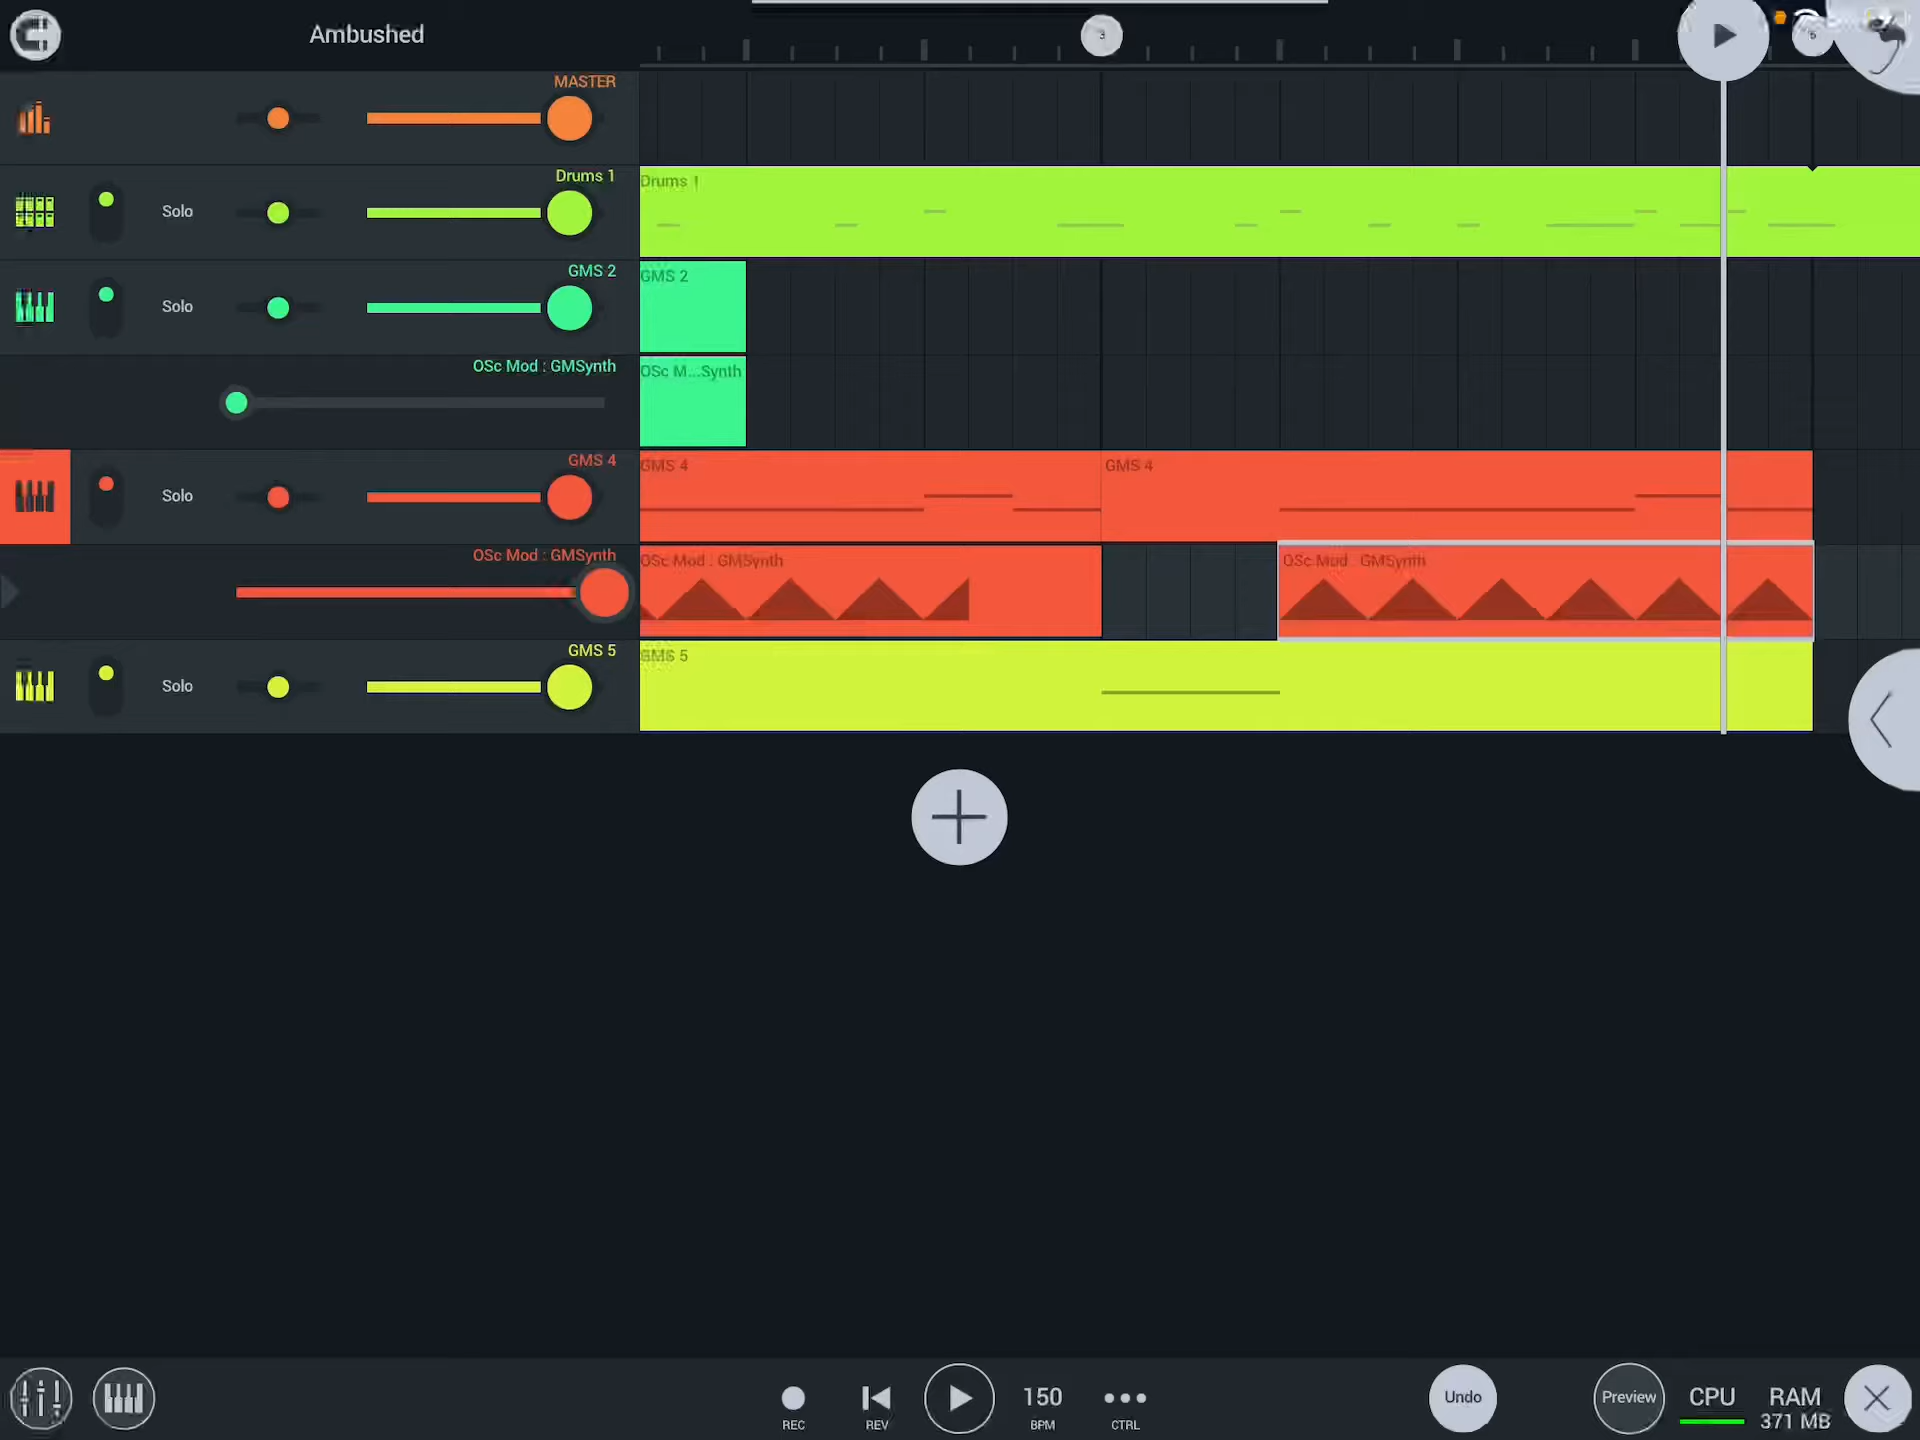 Ambushed
3
5
MASTER
Drums 1
Solo
Drums 1
GMS 2
Solo
GMS 2
OSc Mod : GMSynth
OSc M...Synth
GMS 4
Solo
GMS 4
GMS 4
OSc Mod : GMSynth
OSc Mod : GMSynth
OSc Mod : GMSynth
GMS 5
Solo
GMS 5
REC
REV
150
BPM
CTRL
Undo
Preview
CPU
RAM
371 MB